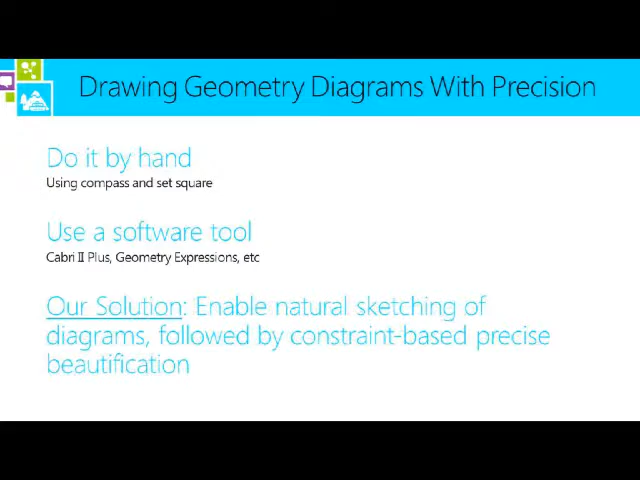 Drawing Geometry Diagrams With Precision
Do it by hand
Using compass and set square
Use a software tool
Cabri II Plus, Geometry Expressions, etc
Our Solution: Enable natural sketching of
diagrams, followed by constraint-based precise
beautification